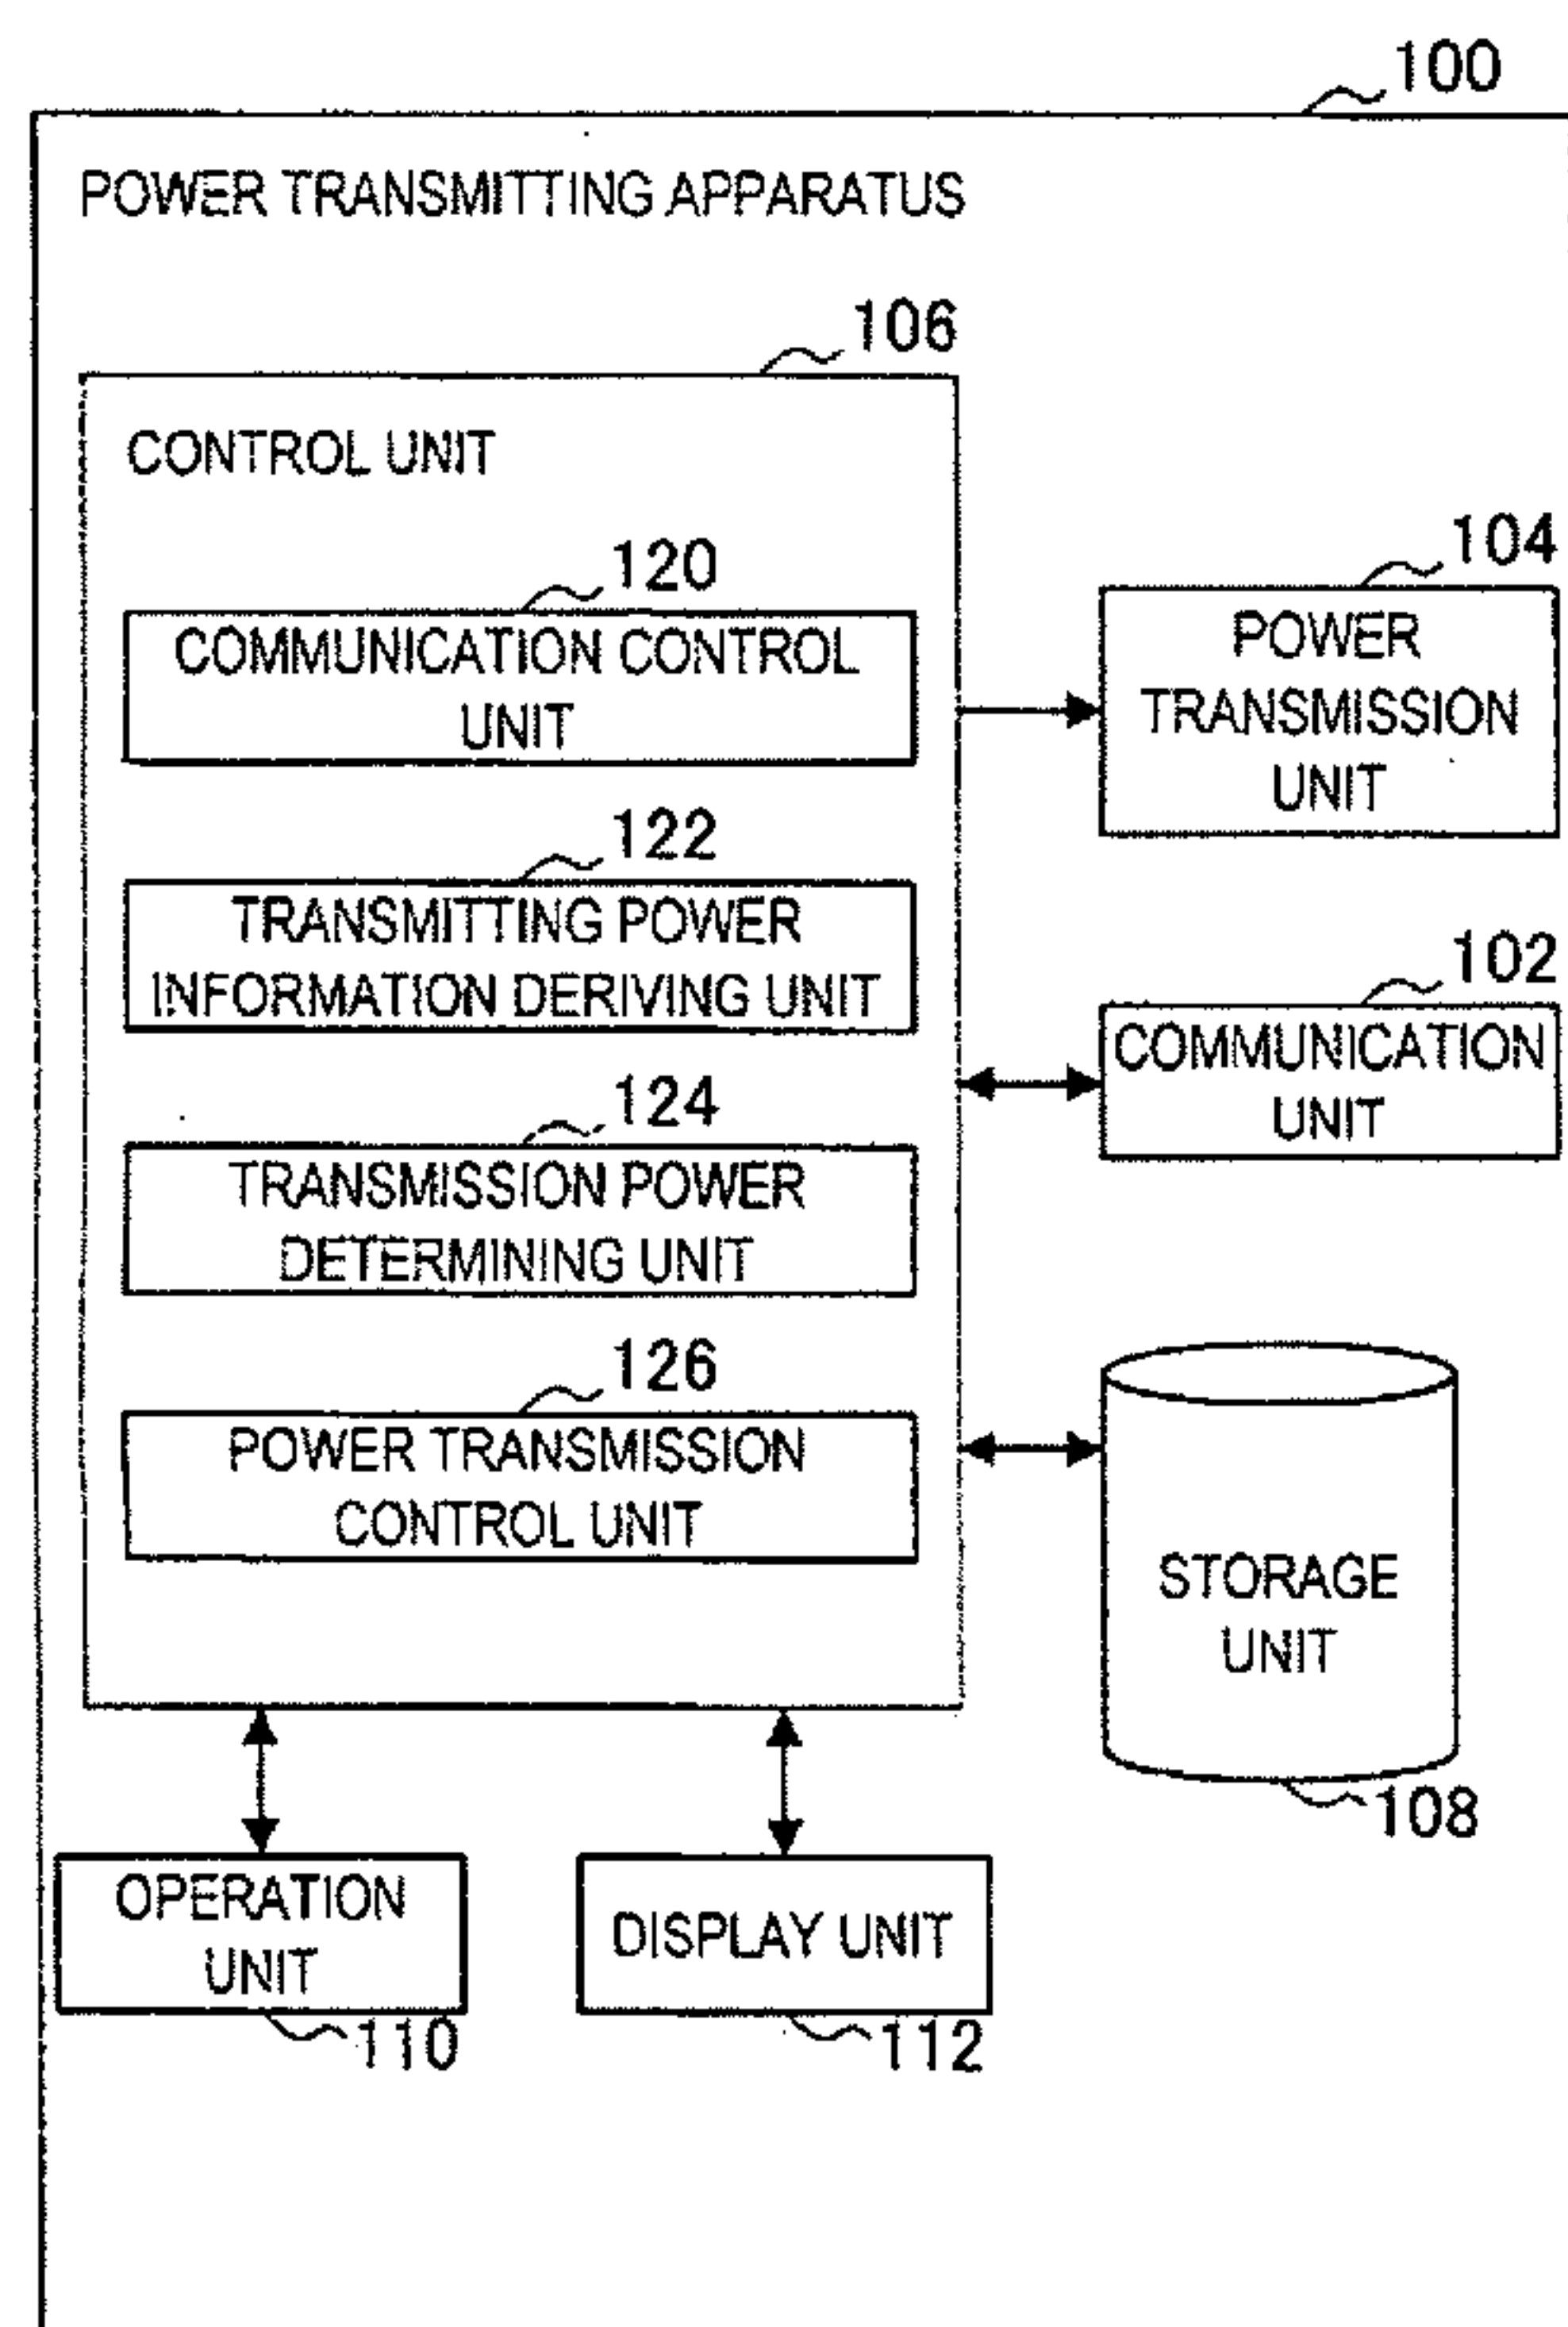 100
POWER TRANSMITTING APPARATUS
106
CONTROL UNIT
120
COMMUNICATION CONTROL
UNIT
122
TRANSMITTING POWER
INFORMATION DERIVING UNIT
124
TRANSMISSION POWER
DETERMINING UNIT
126
POWER TRANSMISSION
CONTROL UNIT
104
POWER
TRANSMISSION
UNIT
102
COMMUNICATION
UNIT
STORAGE
UNIT
108
OPERATION
UNIT
110
DISPLAY UNIT
112